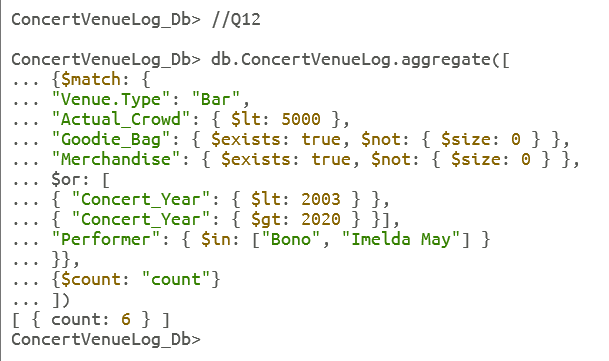 ConcertVenueLog_Db> //Q12
ConcertVenueLog_Db> db.ConcertVenueLog.aggregate([
... {$match: {
... "Venue.Type": "Bar",
... "Actual_Crowd": { $lt: 5000 },
... "Goodie_Bag": { $exists: true, $not: { $size: 0 } },
... "Merchandise": { $exists: true, $not: { $size: 0 } },
... $or: [
... { "Concert_Year": { $lt: 2003 } },
... { "Concert_Year": { $gt: 2020 } }],
... "Performer": { $in: ["Bono", "Imelda May"] }
... }},
... {$count: "count"}
... ])
[ { count: 6 } ]
ConcertVenueLog_Db>